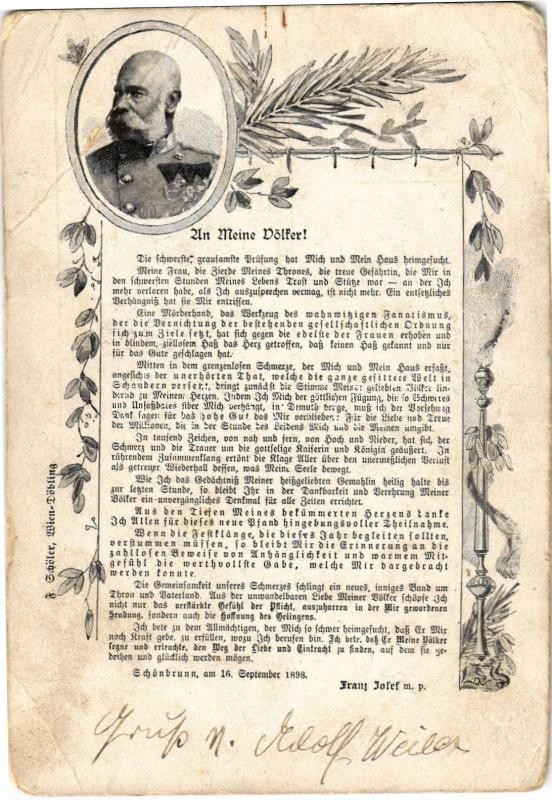 An Meine Völker!
Die schwerste, grausamste Prüfung hat Mich und Mein Haus heimgesucht.
Meine Frau, die Zierde Meines Thrones, die treue Gefährtin, die Mir in
den schwersten Stunden Meines Lebens Trost und Stütze war — an der Ich
mehr verloren habe, als Ich auszusprechen vermag, ist nicht mehr. Ein entsetzliches
Verhängniß hat sie Mir entrissen.
Eine Mörderhand, das Werkzeug des wahnwitzigen Fanatismus,
der die Vernichtung der bestehenden gesellschaftlichen Ordnung
sich zum Ziele setzt, hat sich gegen die edelste der Frauen erhoben und
in blindem, ziellosem Haß das Herz getroffen, daß keinen Haß gekannt und nur
für das Gute geschlagen hat.
Mitten in dem grenzenlosen Schmerze, der Mich und Mein Haus erfaßt,
angesichts der unerhörten That, welche die ganze gesittete Welt in
Schaudern versetzt, dringt zunächst die Stimme Meiner geliebten Völker lin-
dernd zu Meinem Herzen. Indem Ich Mich der göttlichen Fügung, die so Schweres
und Unfaßbares über Mich verhängt, in Demuth beuge, muß ich der Vorsehung
Dank sagen für das hohe Gut das Mir verblieben: Für die Liebe und Treue
der Millionen, die in der Stunde des Leidens Mich und die Meinen umgibt.
In tausend Zeichen, von nah und fern, von Hoch und Nieder, hat sich, der
Schmerz und die Trauer um die gottselige Kaiserin und Königin geäußert. In
rührendem Zusammenklang ertönt die Klage Aller über den unermeßlichen Verlust
als getreuer Wiederhall dessen, was Meine Seele bewegt.
Wie Ich das Gedächtniß Meiner heißgeliebten Gemahlin heilig halte bis
zur letzten Stunde, so bleibt Ihr in der Dankbarkeit und Verehrung Meiner
Völker ein unvergängliches Denkmal für alle Zeiten errichtet.
Aus den Tiefen Meines bekümmerten Herzens danke
Ich Allen für dieses neue Pfand hingebungsvoller Theilnahme.
Wenn die Festklänge, die dieses Jahr begleiten sollten,
verstummen müssen, so bleibt Mir die Erinnerung an die
zahllosen Beweise von Anhänglichkeit und warmem Mit-
gefühl die werthvollste Gabe, welche Mir dargebracht
werden konnte.
Die Gemeinsamkeit unseres Schmerzes schlingt ein neues, inniges Band um
Thron und Vaterland. Aus der unwandelbaren Liebe Meiner Völker schöpfe Ich
nicht nur das verstärkte Gefühl der Pflicht, auszuharren in der Mir gewordenen
Sendung, sondern auch die Hoffnung des Gelingens.
Ich bete zu dem Allmächtigen, der Mich so schwer heimgesucht, daß Er Mir
noch Kraft gebe, zu erfüllen, wozu Ich berufen bin. Ich bete, daß Er Meine Völker
segne und erleuchte, den Weg der Liebe und Eintracht zu finden, auf dem sie ge-
deihen und glücklich werden mögen.
Schönbrunn, am 16. September 1898.
Franz Josef m. p.
F. Schöler, Wien-Döbling
Gruß v. Adolf Weiler